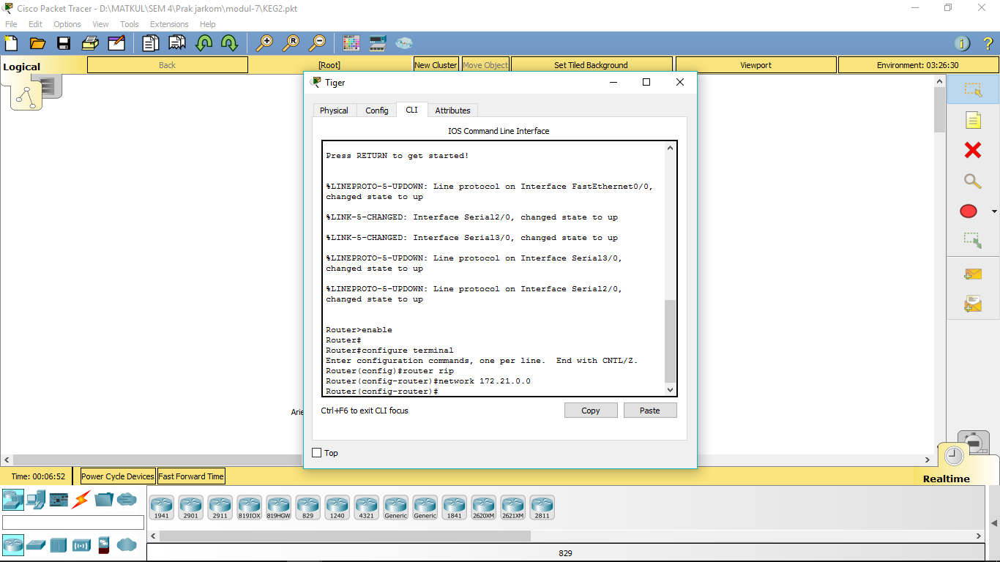 Cisco Packet Tracer - D:\MATKUL\SEM 4\Prak jarkom\modul-7\KEG2.pkt
File Edit Options View Tools Extensions Help
Logical
Back
[Root]
New Cluster
Move Object
Set Tiled Background
Viewport
Environment: 03:26:30
Tiger
Physical Config CLI Attributes
IOS Command Line Interface
Press RETURN to get started!
%LINEPROTO-5-UPDOWN: Line protocol on Interface FastEthernet0/0,
changed state to up
%LINK-5-CHANGED: Interface Serial2/0, changed state to up
%LINK-5-CHANGED: Interface Serial3/0, changed state to up
%LINEPROTO-5-UPDOWN: Line protocol on Interface Serial3/0,
changed state to up
%LINEPROTO-5-UPDOWN: Line protocol on Interface Serial2/0,
changed state to up
Router>enable
Router#
Router#configure terminal
Enter configuration commands, one per line.  End with CNTL/Z.
Router(config)#router rip
Router(config-router)#network 172.21.0.0
Router(config-router)#
Ctrl+F6 to exit CLI focus
Copy
Paste
Arie
Top
Time: 00:06:52
Power Cycle Devices
Fast Forward Time
Realtime
1941 2901 2911 819IOX 819HGW 829 1240 4321 Generic Generic 1841 2620XM 2621XM 2811
829